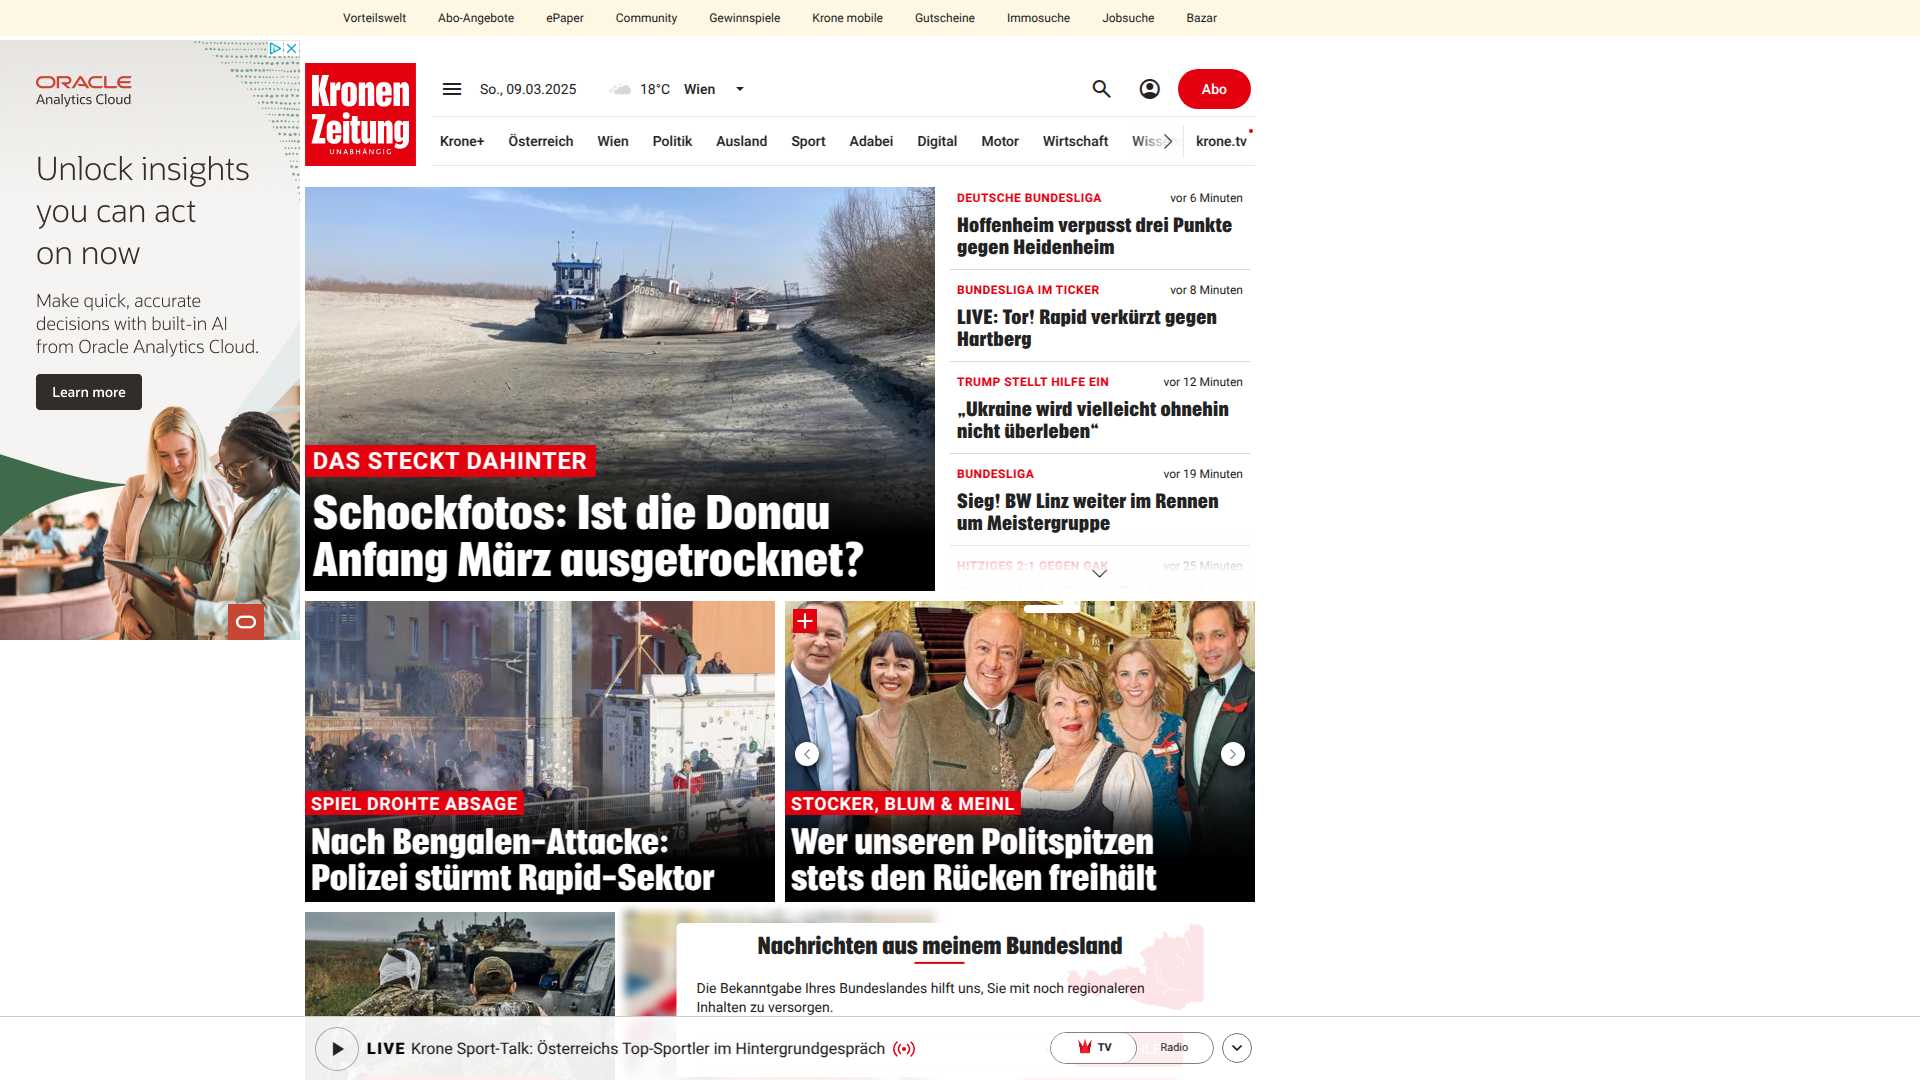 Vorteilswelt Abo-Angebote ePaper Community Gewinnspiele Krone mobile Gutscheine Immosuche Jobsuche Bazar
ORACLE
Analytics Cloud
Unlock insights
you can act
on now
Make quick, accurate
decisions with built-in AI
from Oracle Analytics Cloud.
Learn more
Kronen
Zeitung
UNABHÄNGIG
So., 09.03.2025 18°C Wien Abo
Krone+ Österreich Wien Politik Ausland Sport Adabei Digital Motor Wirtschaft krone.tv
DAS STECKT DAHINTER
Schockfotos: Ist die Donau
Anfang März ausgetrocknet?
DEUTSCHE BUNDESLIGA vor 6 Minuten
Hoffenheim verpasst drei Punkte
gegen Heidenheim
BUNDESLIGA IM TICKER vor 8 Minuten
LIVE: Tor! Rapid verkürzt gegen
Hartberg
TRUMP STELLT HILFE EIN vor 12 Minuten
„Ukraine wird vielleicht ohnehin
nicht überleben“
BUNDESLIGA vor 19 Minuten
Sieg! BW Linz weiter im Rennen
um Meistergruppe
HITZIGES 2:1 GEGEN GAK vor 25 Minuten
SPIEL DROHTE ABSAGE
Nach Bengalen-Attacke:
Polizei stürmt Rapid-Sektor
STOCKER, BLUM & MEINL
Wer unseren Politspitzen
stets den Rücken freihält
Nachrichten aus meinem Bundesland
Die Bekanntgabe Ihres Bundeslandes hilft uns, Sie mit noch regionaleren
Inhalten zu versorgen.
LIVE Krone Sport-Talk: Österreichs Top-Sportler im Hintergrundgespräch TV Radio